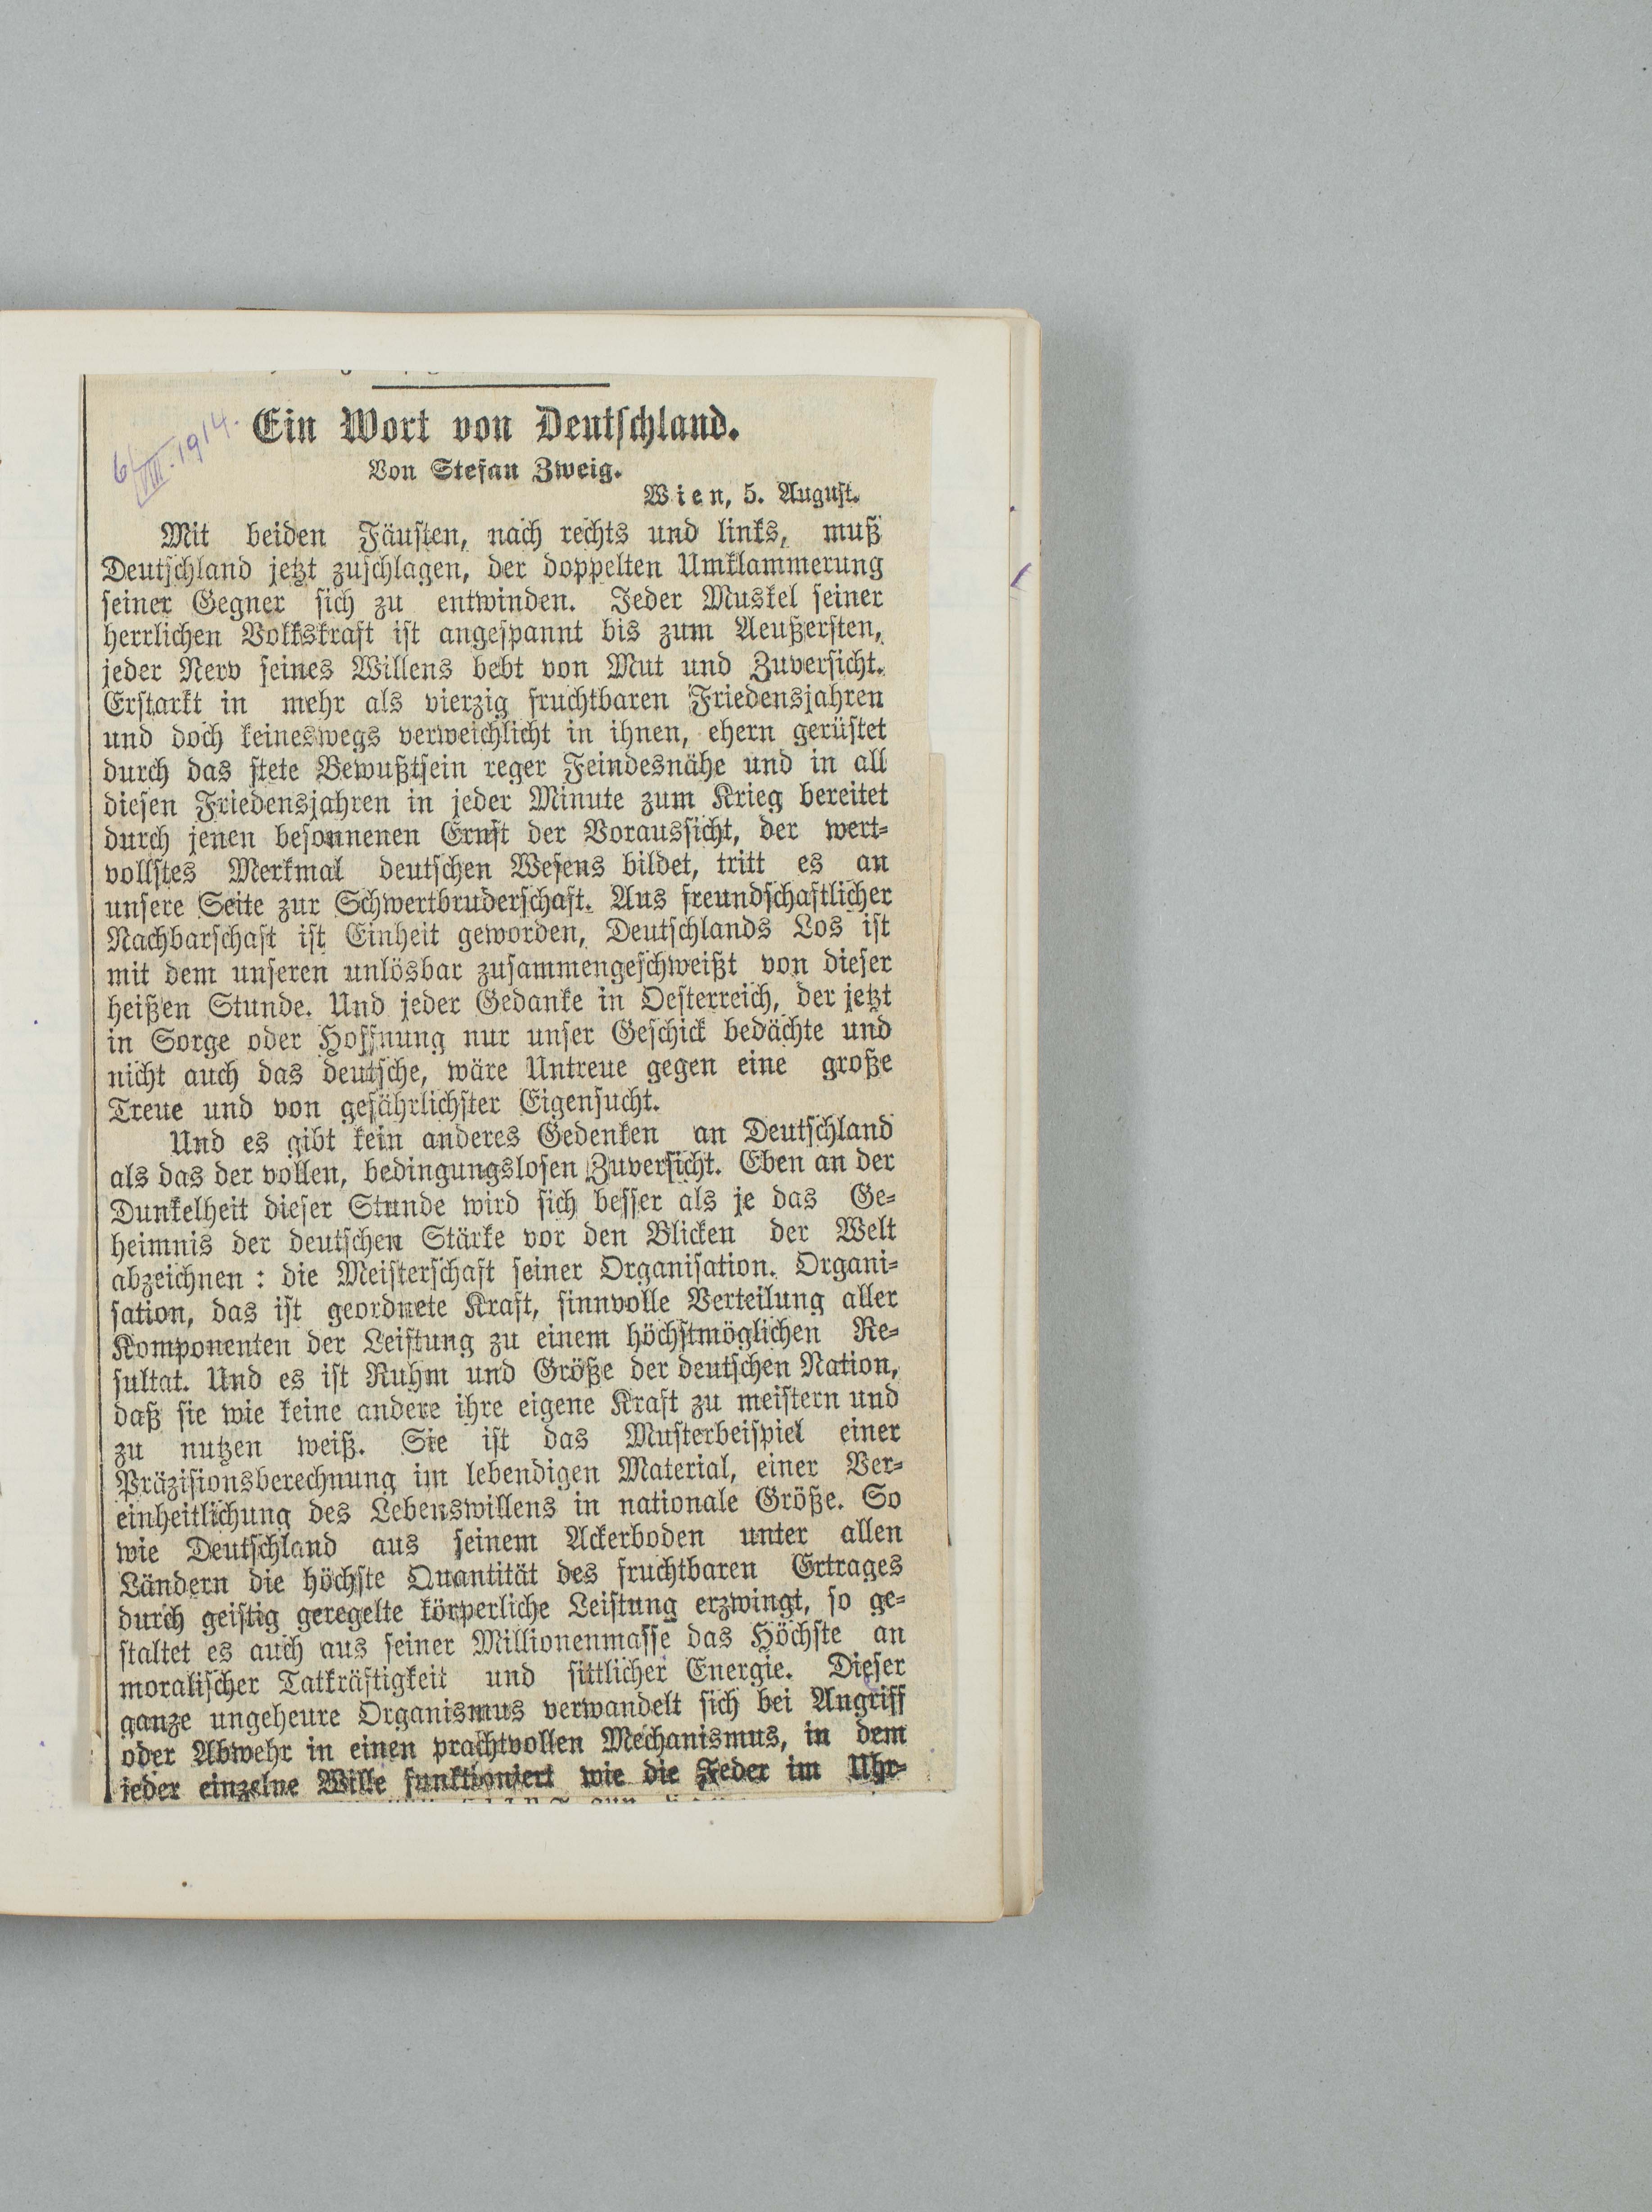 6/VIII.1914.
Ein Wort von Deutschland.
Von Stefan Zweig.
Wien, 5. August.
Mit beiden Fäusten, nach rechts und links, muß
Deutschland jetzt zuschlagen, der doppelten Umklammerung
seiner Gegner sich zu entwinden. Jeder Muskel seiner
herrlichen Volkskraft ist angespannt bis zum Aeußersten,
jeder Nerv seines Willens bebt von Mut und Zuversicht.
Erstarkt in mehr als vierzig fruchtbaren Friedensjahren
und doch keineswegs verweichlicht in ihnen, ehern gerüstet
durch das stete Bewußtsein reger Feindesnähe und in all
diesen Friedensjahren in jeder Minute zum Krieg bereitet
durch jenen besonnenen Ernst der Voraussicht, der wert-
vollstes Merkmal deutschen Wesens bildet, tritt es an
unsere Seite zur Schwertbruderschaft. Aus freundschaftlicher
Nachbarschaft ist Einheit geworden, Deutschlands Los ist
mit dem unseren unlösbar zusammengeschweißt von dieser
heißen Stunde. Und jeder Gedanke in Oesterreich, der jetzt
in Sorge oder Hoffnung nur unser Geschick bedächte und
nicht auch das deutsche, wäre Untreue gegen eine große
Treue und von gefährlichster Eigensucht.
Und es gibt kein anderes Gedenken an Deutschland
als das der vollen, bedingungslosen Zuversicht. Eben an der
Dunkelheit dieser Stunde wird sich besser als je das Ge-
heimnis der deutschen Stärke vor den Blicken der Welt
abzeichnen: die Meisterschaft seiner Organisation. Organi-
sation, das ist geordnete Kraft, sinnvolle Verteilung aller
Komponenten der Leistung zu einem höchstmöglichen Re-
sultat. Und es ist Ruhm und Größe der deutschen Nation,
daß sie wie keine andere ihre eigene Kraft zu meistern und
zu nutzen weiß. Sie ist das Musterbeispiel einer
Präzisionsberechnung im lebendigen Material, einer Ver-
einheitlichung des Lebenswillens in nationale Größe. So
wie Deutschland aus seinem Ackerboden unter allen
Ländern die höchste Quantität des fruchtbaren Ertrages
durch geistig geregelte körperliche Leistung erzwingt, so ge-
staltet es auch aus seiner Millionenmasse das Höchste an
moralischer Tatkräftigkeit und sittlicher Energie. Dieser
ganze ungeheure Organismus verwandelt sich bei Angriff
oder Abwehr in einen prachtvollen Mechanismus, in dem
jeder einzelne Wille funktioniert wie die Feder im Uhr-